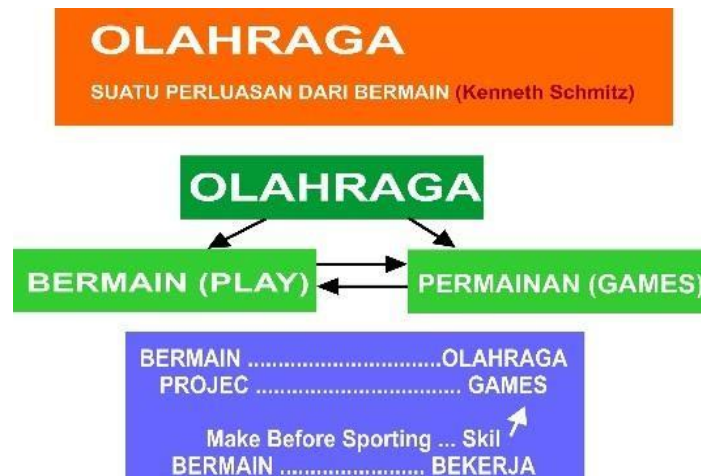 OLAHRAGA
SUATU PERLUASAN DARI BERMAIN (Kenneth Schmitz)
OLAHRAGA
BERMAIN (PLAY)
PERMAINAN (GAMES)
BERMAIN ................................OLAHRAGA
PROJEC .................................. GAMES
Make Before Sporting ... Skil
BERMAIN ........................ BEKERJA